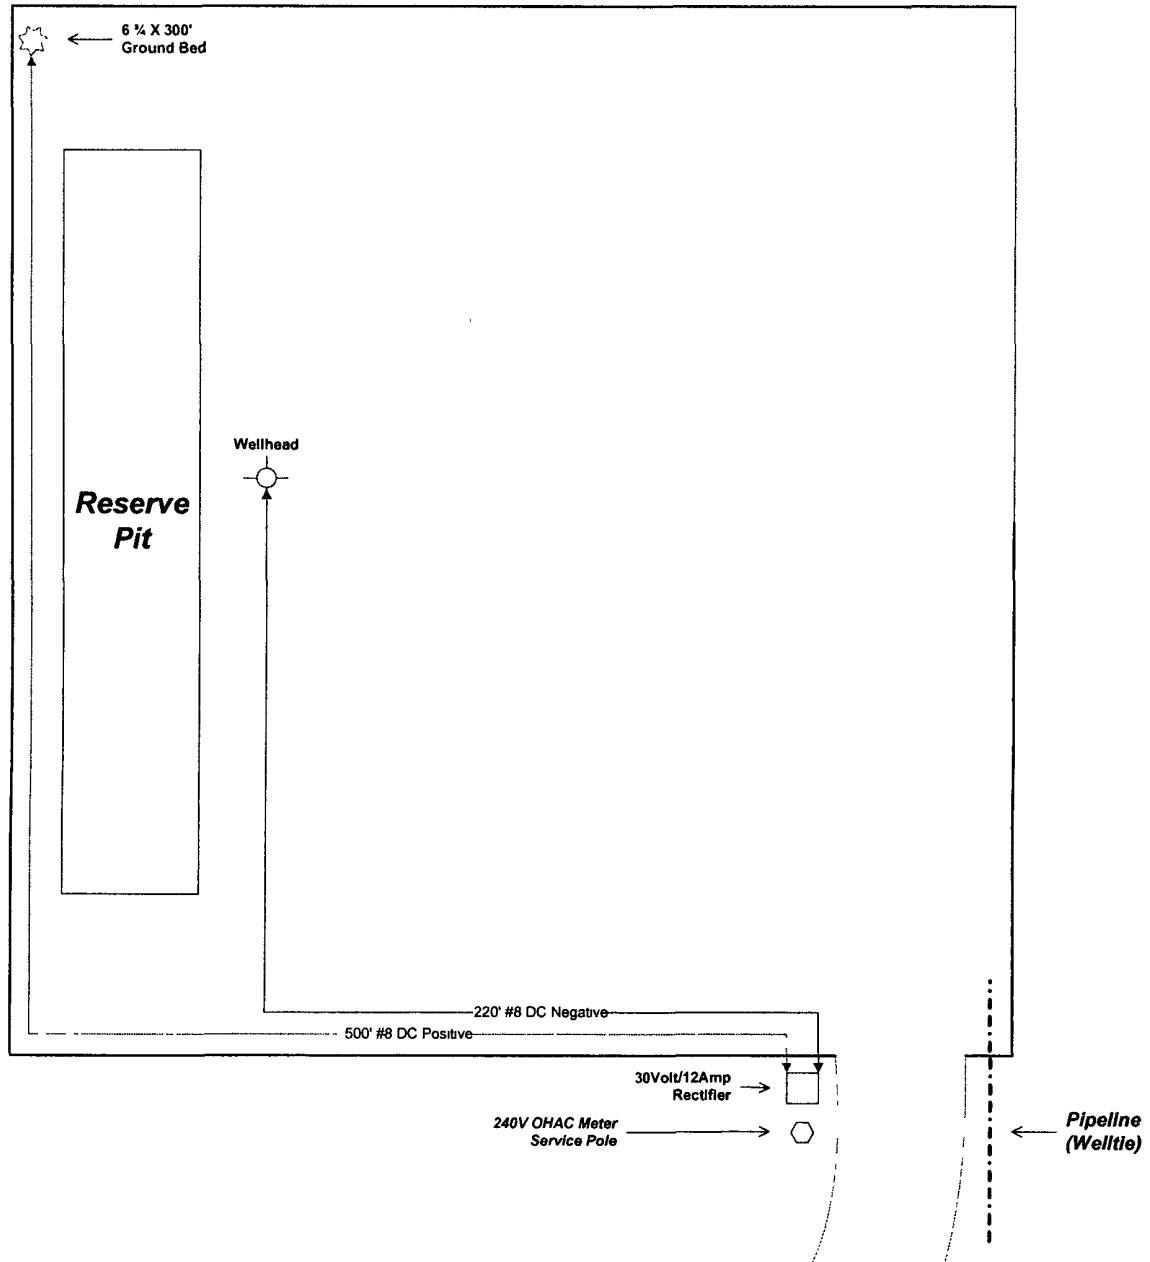 6 ¾ X 300'
Ground Bed
Wellhead
Reserve
Pit
220' #8 DC Negative
500' #8 DC Positive
30Volt/12Amp
Rectifier
240V OHAC Meter
Service Pole
Pipeline
(Welltie)